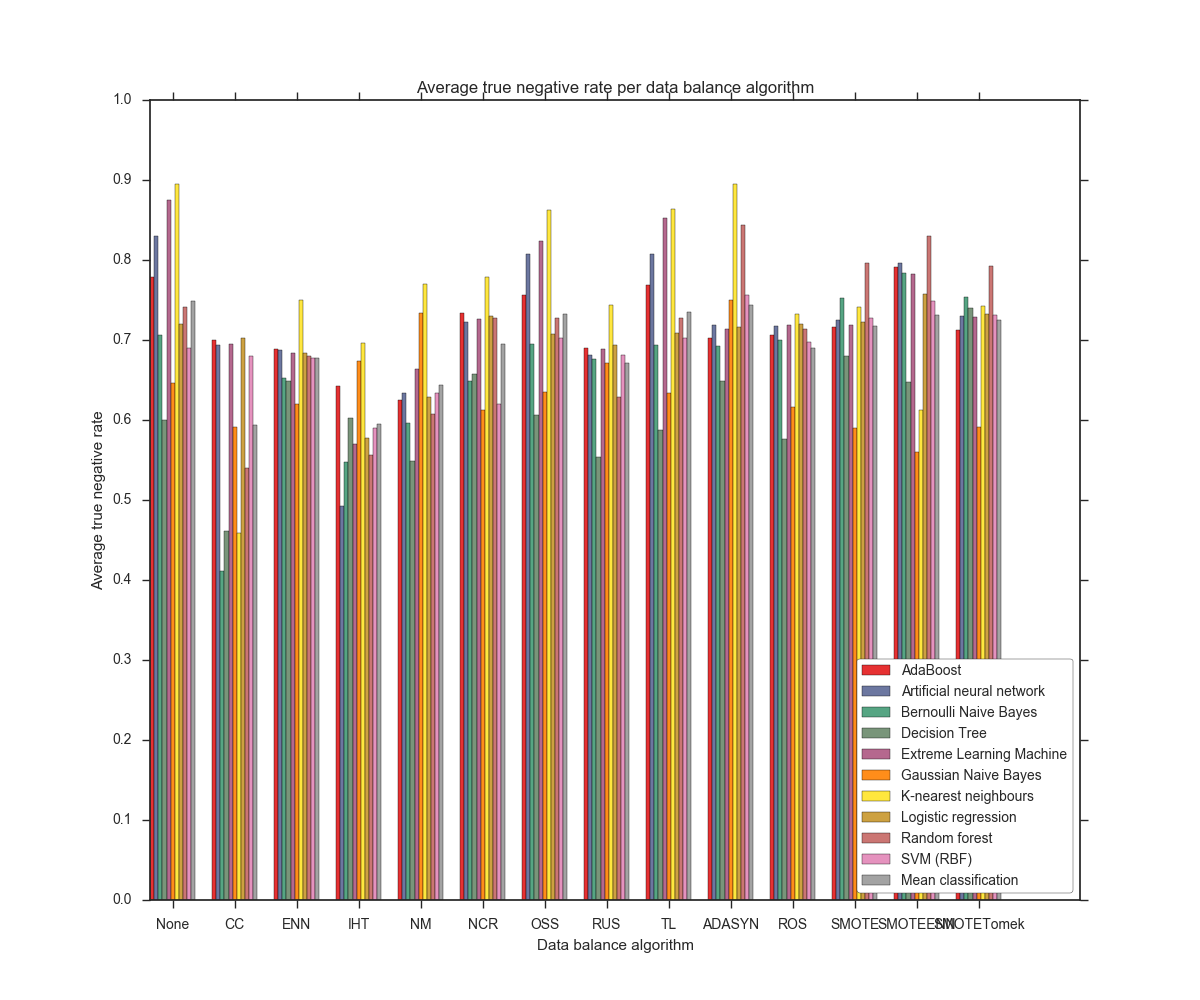 Average true negative rate per data balance algorithm
1.0
0.9
0.8
0.7
0.6
0.5
0.4
0.3
0.2
0.1
0.0
Average true negative rate
AdaBoost
Artificial neural network
Bernoulli Naive Bayes
Decision Tree
Extreme Learning Machine
Gaussian Naive Bayes
K-nearest neighbours
Logistic regression
Random forest
SVM (RBF)
Mean classification
None CC ENN IHT NM NCR OSS RUS TL ADASYN ROS SMOTE SMOTEENN SMOTETomek
Data balance algorithm